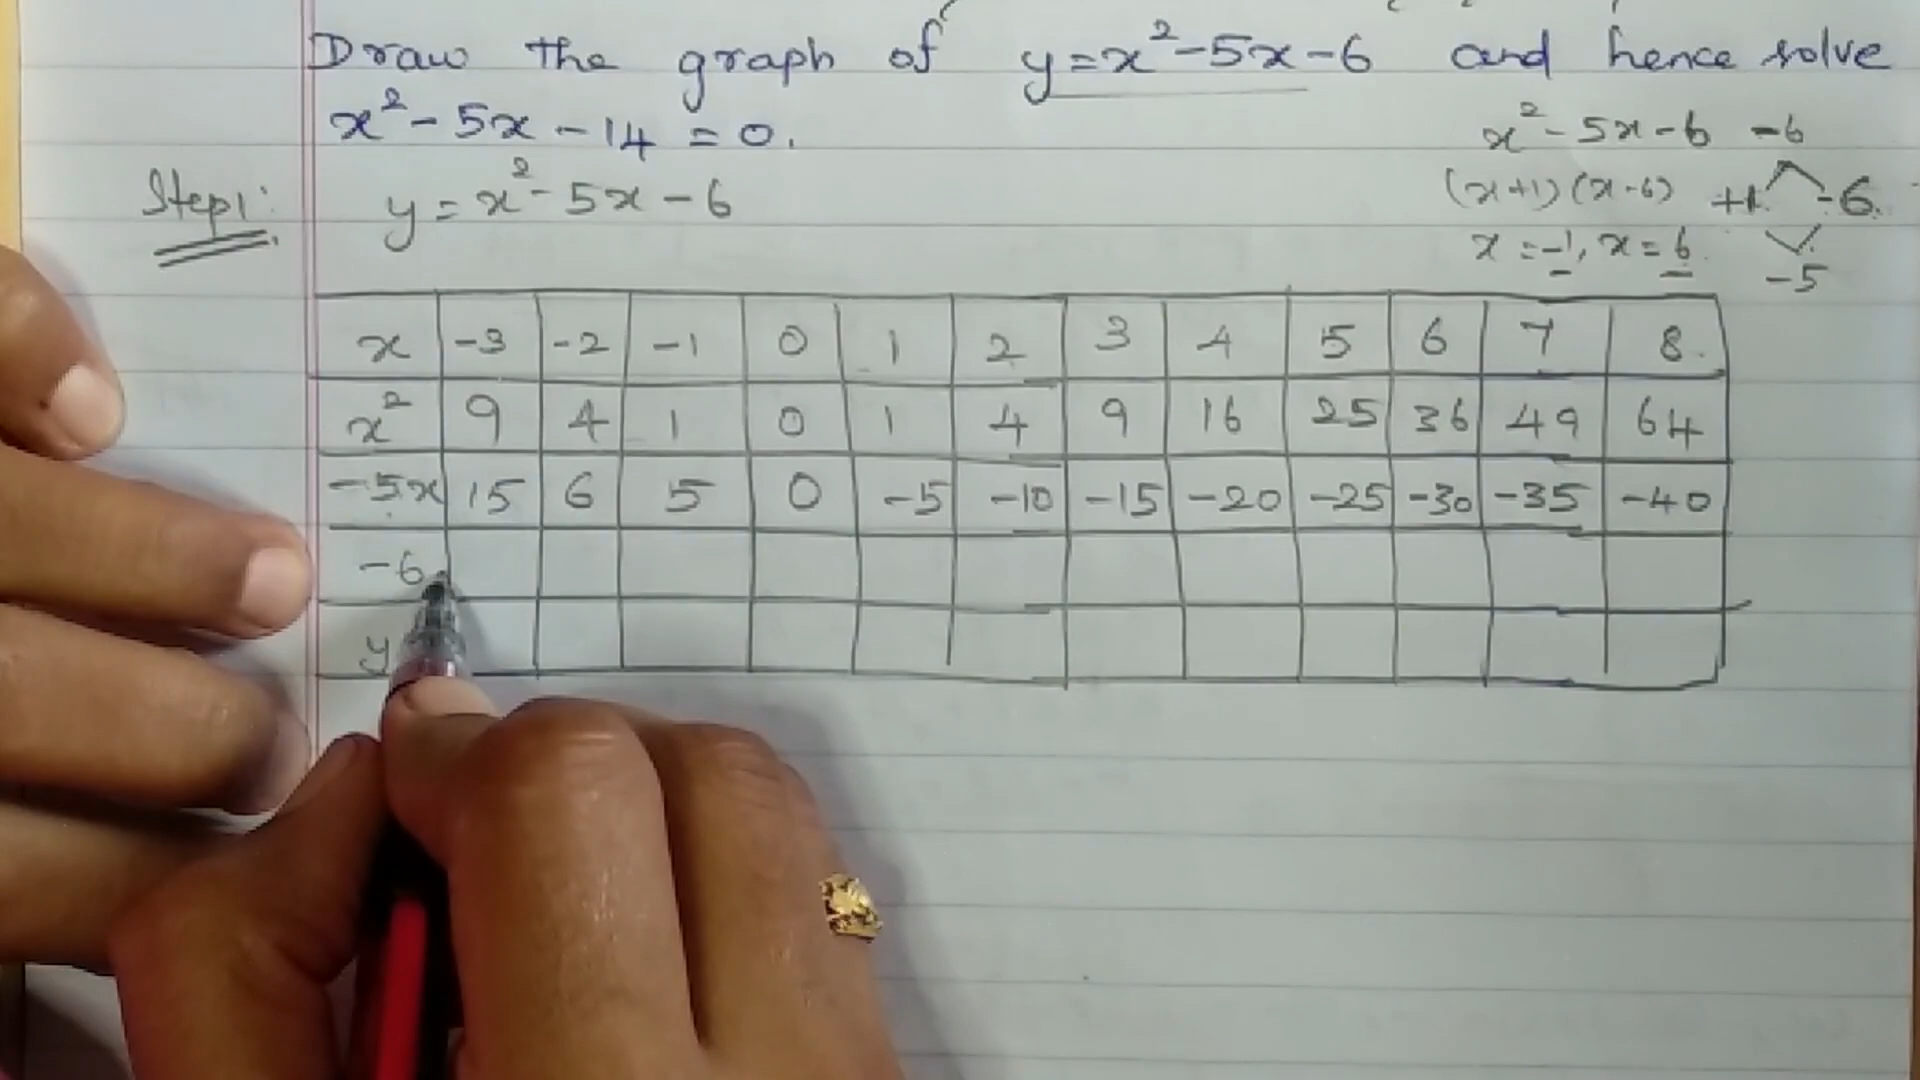 Draw the graph of y=x²-5x-6 and hence solve
x²-5x-14=0.
x²-5x-6 -6
(x+1)(x-6) +1 -6.
x=-1, x=6 -5
Step1:
y=x²-5x-6
x -3 -2 -1 0 1 2 3 4 5 6 7 8.
x² 9 4 1 0 1 4 9 16 25 36 49 64
-5x 15 6 5 0 -5 -10 -15 -20 -25 -30 -35 -40
-6
y